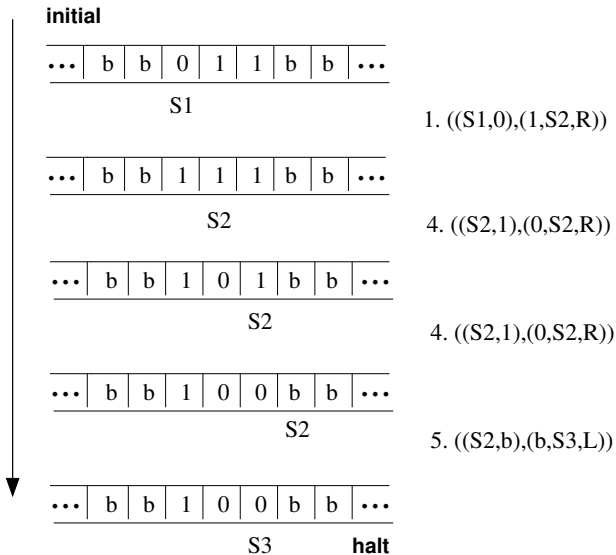 initial
... b b 0 1 1 b b ...
S1
1. ((S1,0),(1,S2,R))
... b b 1 1 1 b b ...
S2
4. ((S2,1),(0,S2,R))
... b b 1 0 1 b b ...
S2
4. ((S2,1),(0,S2,R))
... b b 1 0 0 b b ...
S2
5. ((S2,b),(b,S3,L))
... b b 1 0 0 b b ...
S3 halt